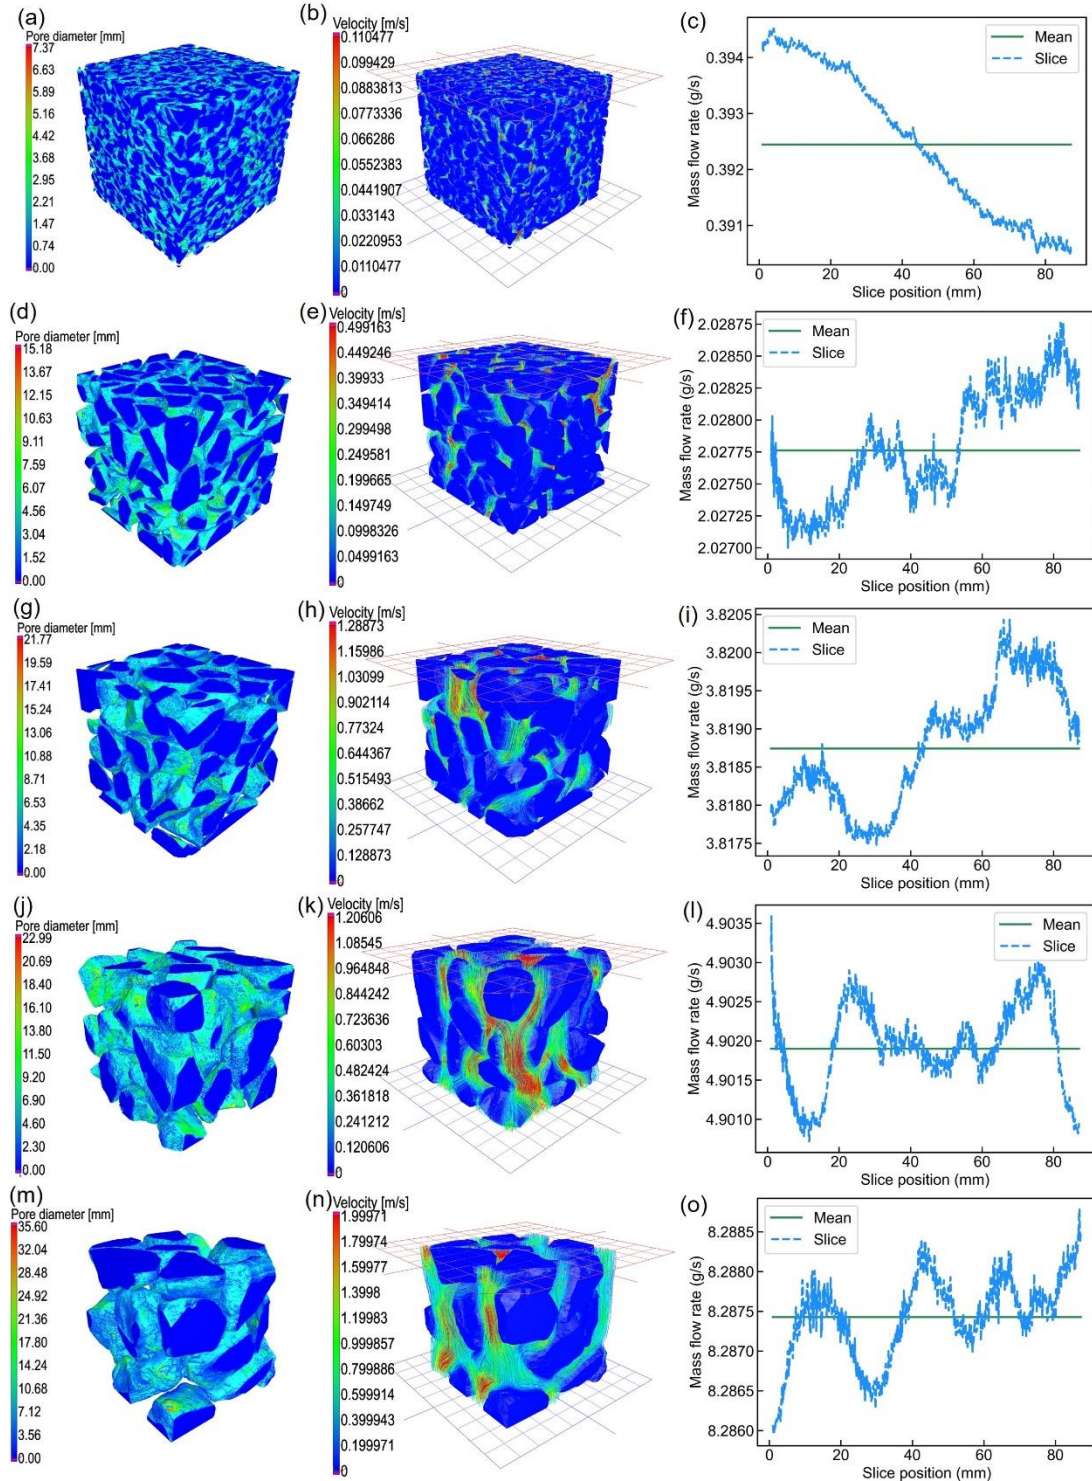 (a)
Pore diameter [mm]
7.37
6.63
5.89
5.16
4.42
3.68
2.95
2.21
1.47
0.74
0.00
(b)
Velocity [m/s]
0.110477
0.099429
0.0883813
0.0773336
0.066286
0.0552383
0.0441907
0.033143
0.0220953
0.0110477
0
(c)
Mass flow rate (g/s)
0.394
0.393
0.392
0.391
Mean
Slice
0 20 40 60 80
Slice position (mm)
(d)
Pore diameter [mm]
15.18
13.67
12.15
10.63
9.11
7.59
6.07
4.56
3.04
1.52
0.00
(e)
Velocity [m/s]
0.499163
0.449246
0.39933
0.349414
0.299498
0.249581
0.199665
0.149749
0.0998326
0.0499163
0
(f)
Mass flow rate (g/s)
2.02875
2.02850
2.02825
2.02800
2.02775
2.02750
2.02725
2.02700
Mean
Slice
0 20 40 60 80
Slice position (mm)
(g)
Pore diameter [mm]
21.77
19.59
17.41
15.24
13.06
10.88
8.71
6.53
4.35
2.18
0.00
(h)
Velocity [m/s]
1.28873
1.15986
1.03099
0.902114
0.77324
0.644367
0.515493
0.38662
0.257747
0.128873
0
(i)
Mass flow rate (g/s)
3.8205
3.8200
3.8195
3.8190
3.8185
3.8180
3.8175
Mean
Slice
0 20 40 60 80
Slice position (mm)
(j)
Pore diameter [mm]
22.99
20.69
18.40
16.10
13.80
11.50
9.20
6.90
4.60
2.30
0.00
(k)
Velocity [m/s]
1.20606
1.08545
0.964848
0.844242
0.723636
0.60303
0.482424
0.361818
0.241212
0.120606
0
(l)
Mass flow rate (g/s)
4.9035
4.9030
4.9025
4.9020
4.9015
4.9010
Mean
Slice
0 20 40 60 80
Slice position (mm)
(m)
Pore diameter [mm]
35.60
32.04
28.48
24.92
21.36
17.80
14.24
10.68
7.12
3.56
0.00
(n)
Velocity [m/s]
1.99971
1.79974
1.59977
1.3998
1.19983
0.999857
0.799886
0.599914
0.399943
0.199971
0
(o)
Mass flow rate (g/s)
8.2885
8.2880
8.2875
8.2870
8.2865
8.2860
Mean
Slice
0 20 40 60 80
Slice position (mm)